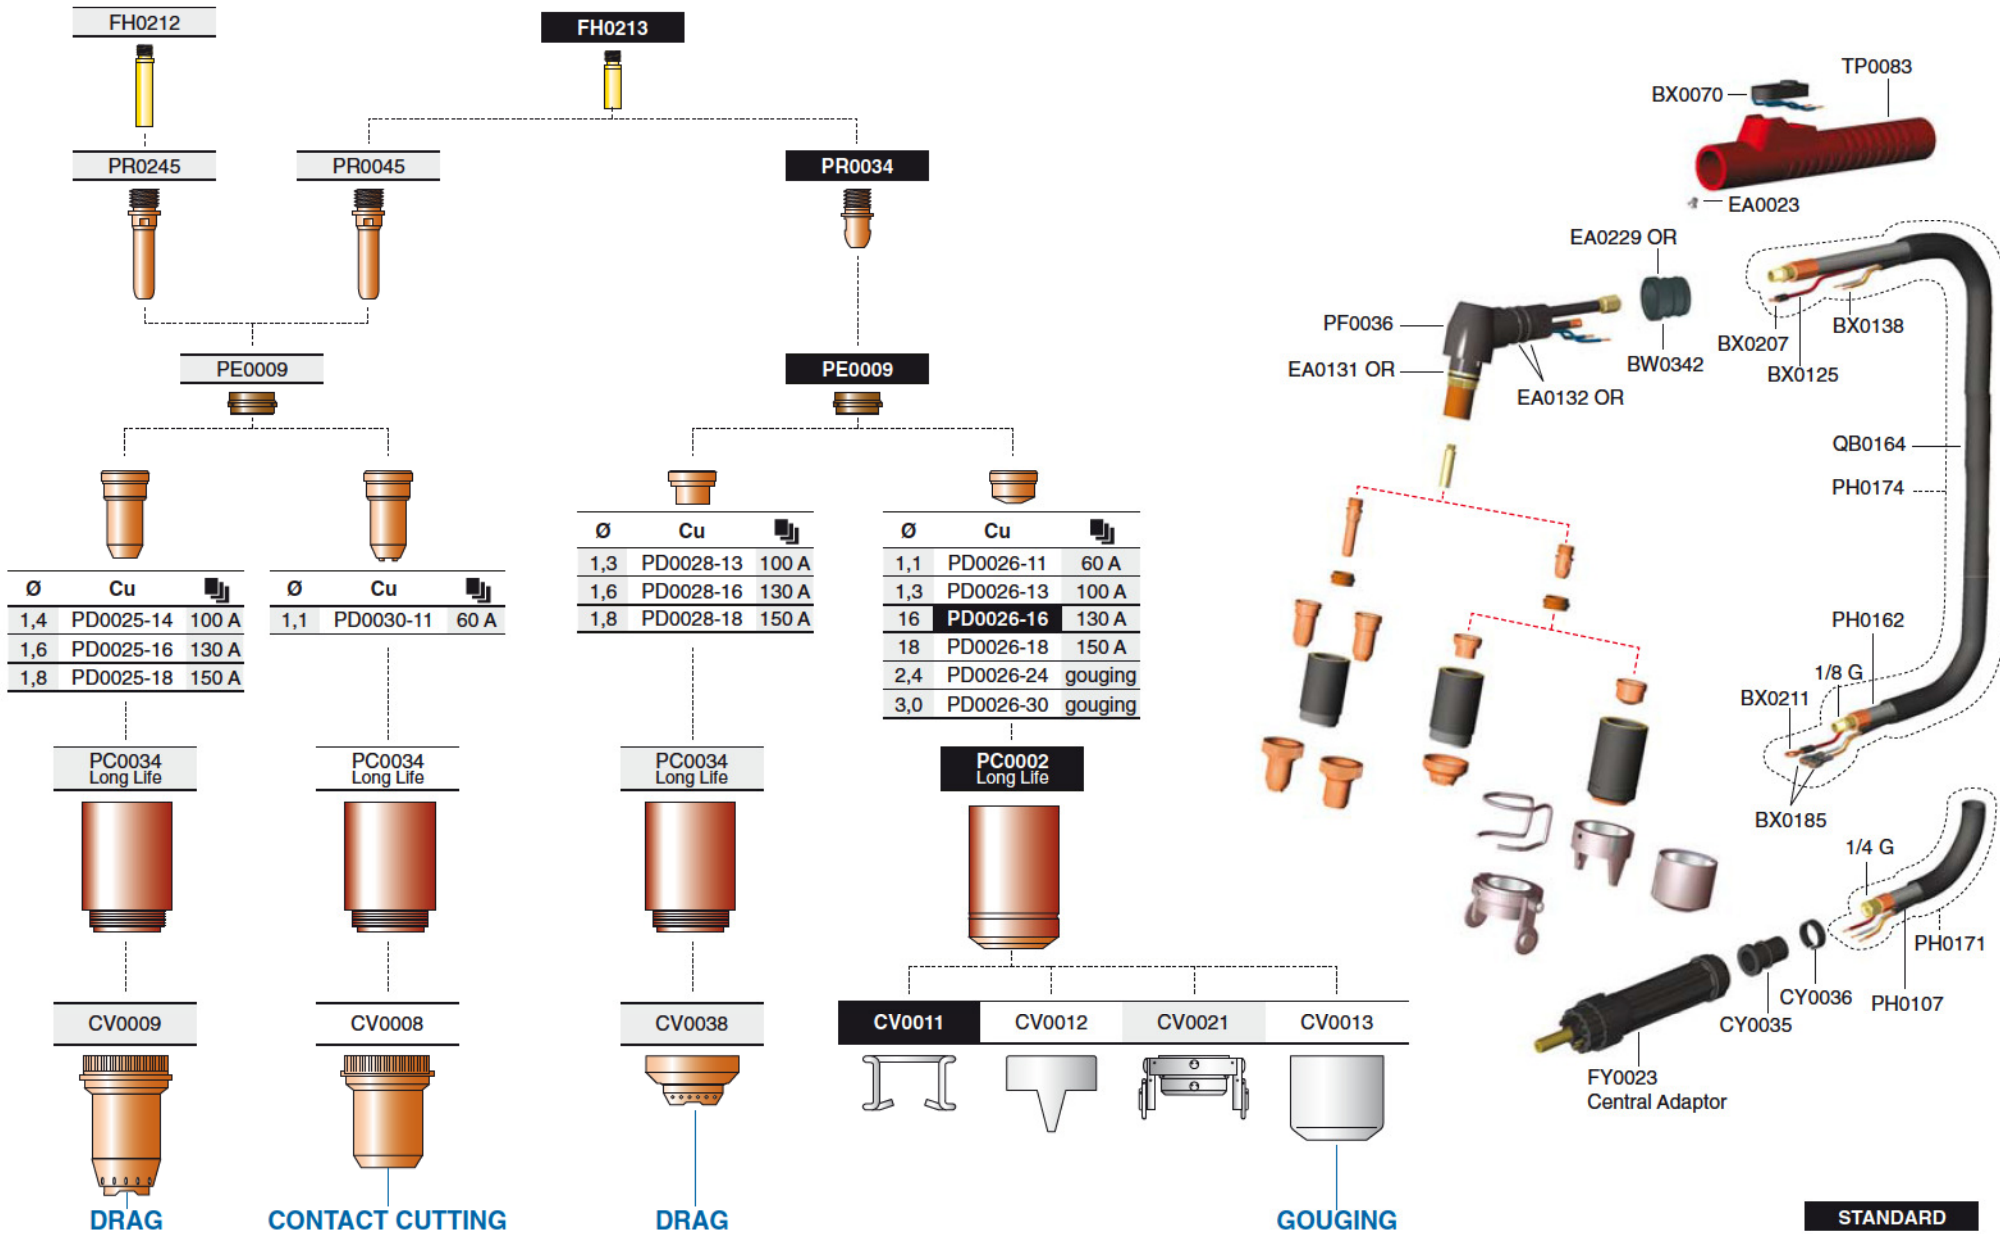 FH0212
FH0213
PR0245
PR0045
PR0034
PE0009
PE0009
Ø Cu
1,4 PD0025-14 100 A
1,6 PD0025-16 130 A
1,8 PD0025-18 150 A
Ø Cu
1,1 PD0030-11 60 A
Ø Cu
1,3 PD0028-13 100 A
1,6 PD0028-16 130 A
1,8 PD0028-18 150 A
Ø Cu
1,1 PD0026-11 60 A
1,3 PD0026-13 100 A
16 PD0026-16 130 A
18 PD0026-18 150 A
2,4 PD0026-24 gouging
3,0 PD0026-30 gouging
PC0034
Long Life
PC0034
Long Life
PC0034
Long Life
PC0002
Long Life
CV0009
CV0008
CV0038
CV0011
CV0012
CV0021
CV0013
DRAG
CONTACT CUTTING
DRAG
GOUGING
TP0083
BX0070
EA0023
EA0229 OR
PF0036
BX0138
BX0207
BW0342
EA0131 OR
BX0125
EA0132 OR
QB0164
PH0174
PH0162
1/8 G
BX0211
BX0185
1/4 G
PH0171
CY0036
PH0107
CY0035
FY0023
Central Adaptor
STANDARD